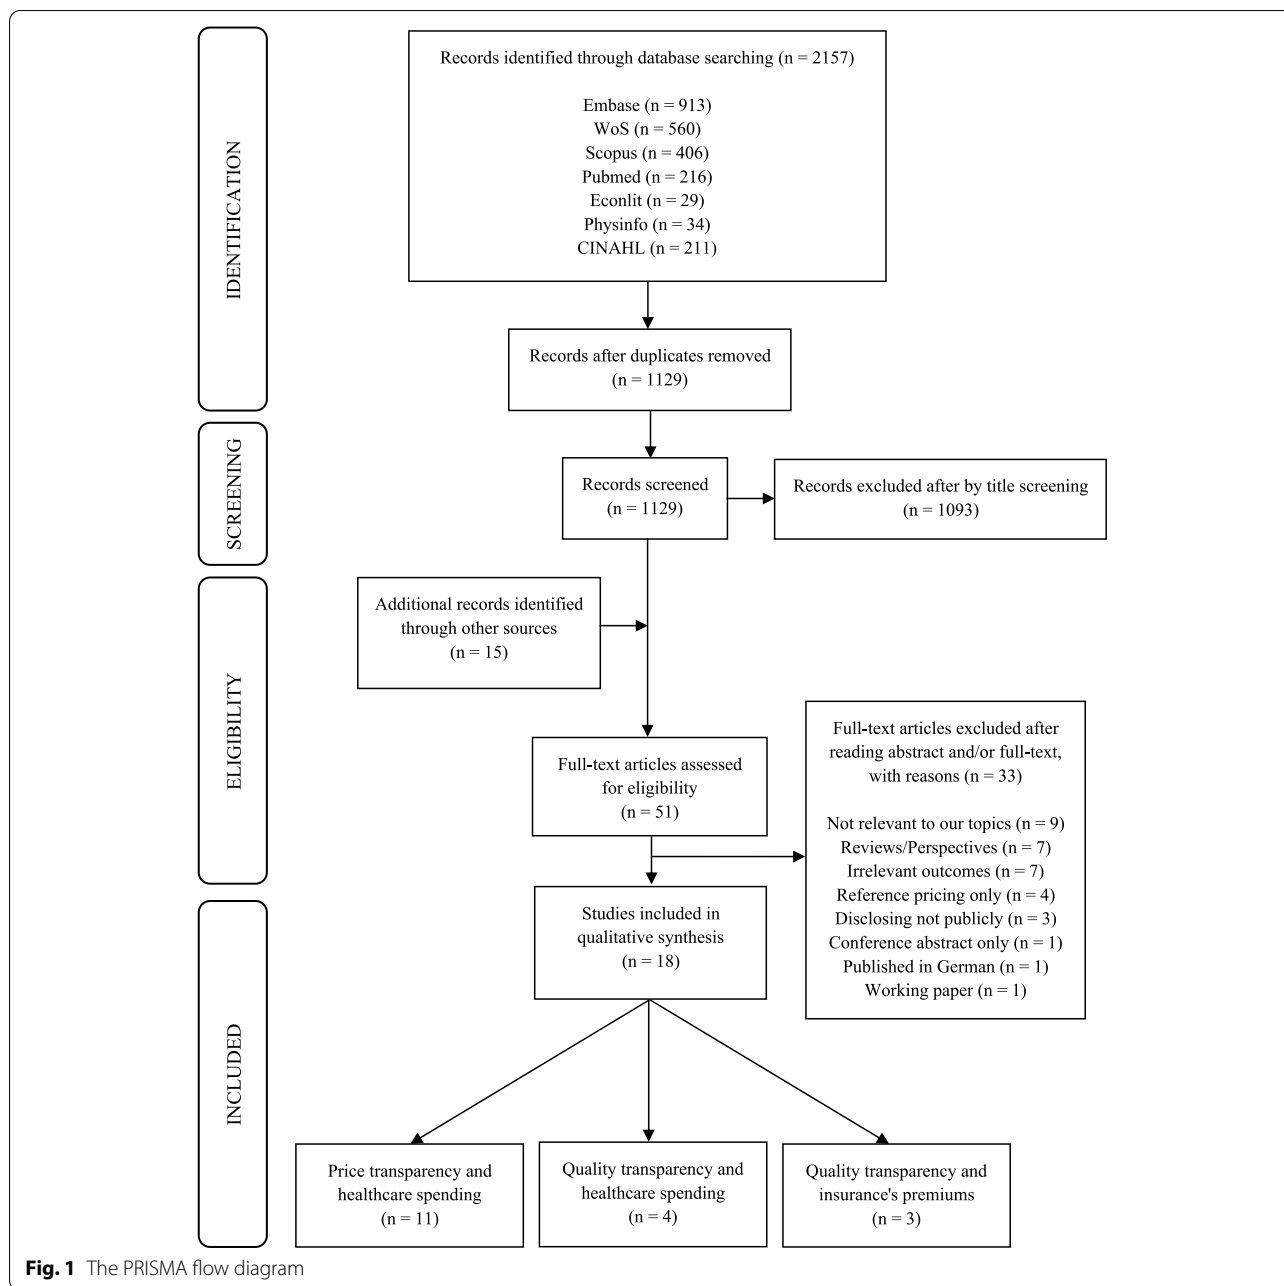 IDENTIFICATION
Records identified through database searching (n = 2157)
Embase (n = 913)
WoS (n = 560)
Scopus (n = 406)
Pubmed (n = 216)
Econlit (n = 29)
Physinfo (n = 34)
CINAHL (n = 211)
Records after duplicates removed
(n = 1129)
SCREENING
Records screened
(n = 1129)
Records excluded after by title screening
(n = 1093)
ELIGIBILITY
Additional records identified
through other sources
(n = 15)
Full-text articles assessed
for eligibility
(n = 51)
Full-text articles excluded after
reading abstract and/or full-text,
with reasons (n = 33)
Not relevant to our topics (n = 9)
Reviews/Perspectives (n = 7)
Irrelevant outcomes (n = 7)
Reference pricing only (n = 4)
Disclosing not publicly (n = 3)
Conference abstract only (n = 1)
Published in German (n = 1)
Working paper (n = 1)
INCLUDED
Studies included in
qualitative synthesis
(n = 18)
Price transparency and
healthcare spending
(n = 11)
Quality transparency and
healthcare spending
(n = 4)
Quality transparency and
insurance's premiums
(n = 3)
Fig. 1 The PRISMA flow diagram